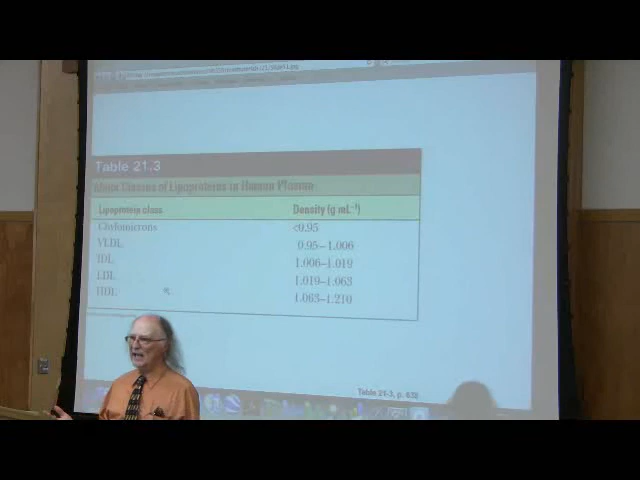 Table 21.3
Major Classes of Lipoproteins in Human Plasma
Lipoprotein class Density (g mL⁻¹)
Chylomicrons <0.95
VLDL 0.95–1.006
IDL 1.006–1.019
LDL 1.019–1.063
HDL 1.063–1.210
Table 21-3, p. 638